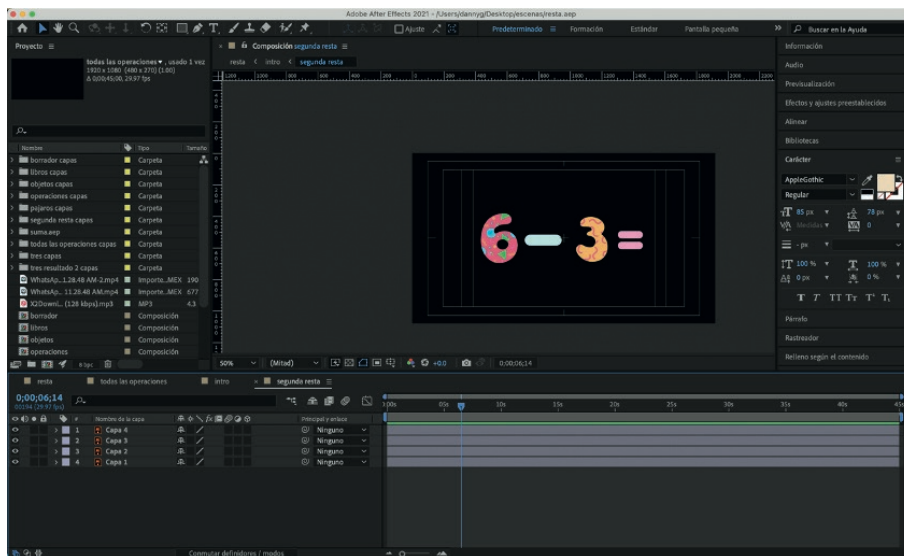 Adobe After Effects 2021 - /Users/dannyg/Desktop/escenas/resta.aep
Ajuste
Predeterminado
Formación
Estándar
Pantalla pequeña
Buscar en la Ayuda
Proyecto
todas las operaciones, usado 1 vez
1920 x 1080 (480 x 270) (1.00)
Δ 0;00;45;00, 29.97 fps
Nombre Tipo Tamaño
borrador capas Carpeta
libros capas Carpeta
objetos capas Carpeta
operaciones capas Carpeta
pajaros capas Carpeta
segunda resta capas Carpeta
suma.aep Carpeta
todas las operaciones capas Carpeta
tres capas Carpeta
tres resultado 2 capas Carpeta
WhatsAp...1.28.48 AM-2.mp4 Importe...MEX 190
WhatsAp... 11.28.48 AM.mp4 Importe...MEX 677
X2Downl... (128 kbps).mp3 MP3 4.3
borrador Composición
libros Composición
objetos Composición
operaciones Composición
8 bpc
Composición segunda resta
resta < intro < segunda resta
6 - 3 =
50% (Mitad) +0.0 0;00;06;14
Información
Audio
Previsualización
Efectos y ajustes preestablecidos
Alinear
Bibliotecas
Carácter
AppleGothic
Regular
85 px 78 px
Medidas 0
- px
100 % 100 %
0 px 0 %
T T TT Tr T' T,
Párrafo
Rastreador
Relleno según el contenido
resta todas las operaciones intro segunda resta
0;00;06;14
00194 (29.97 fps)
# Nombre de la capa Principal y enlace
1 Capa 4 Ninguno
2 Capa 3 Ninguno
3 Capa 2 Ninguno
4 Capa 1 Ninguno
05s 10s 15s 20s 25s 30s 35s 40s 45s
Conmutar definidores / modos